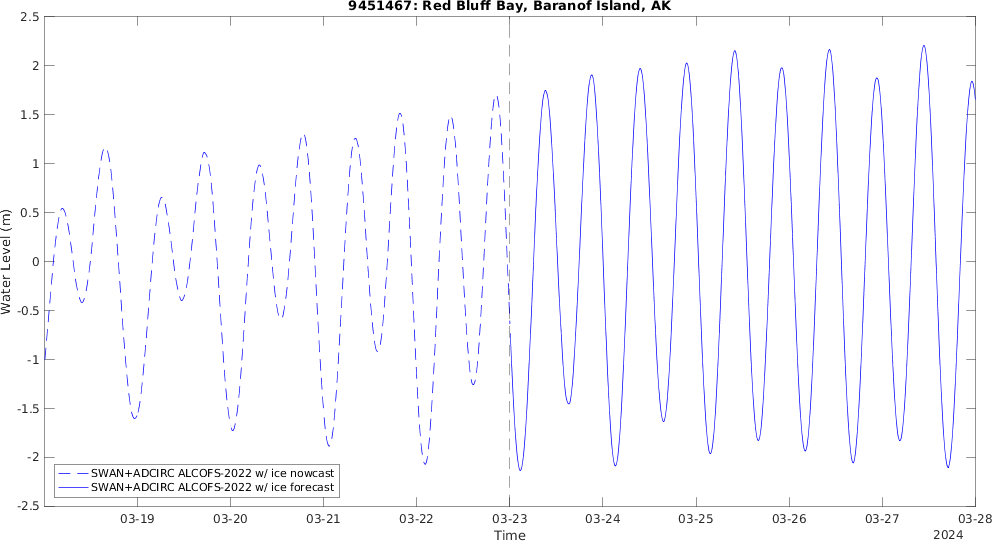 9451467: Red Bluff Bay, Baranof Island, AK
2.5
2
1.5
1
0.5
0
-0.5
-1
-1.5
-2
-2.5
Water Level (m)
SWAN+ADCIRC ALCOFS-2022 w/ ice nowcast
SWAN+ADCIRC ALCOFS-2022 w/ ice forecast
03-19 03-20 03-21 03-22 03-23 03-24 03-25 03-26 03-27 03-28
Time
2024